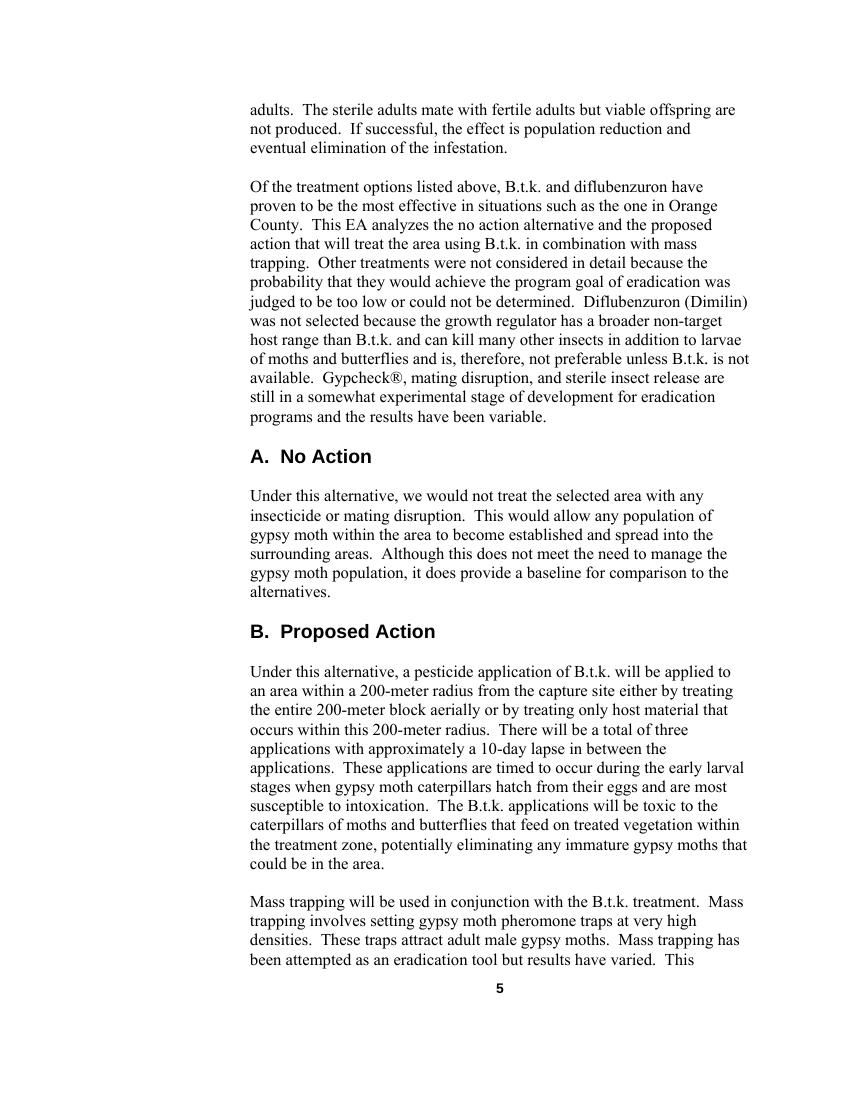 adults.  The sterile adults mate with fertile adults but viable offspring are
not produced.  If successful, the effect is population reduction and
eventual elimination of the infestation.
Of the treatment options listed above, B.t.k. and diflubenzuron have
proven to be the most effective in situations such as the one in Orange
County.  This EA analyzes the no action alternative and the proposed
action that will treat the area using B.t.k. in combination with mass
trapping.  Other treatments were not considered in detail because the
probability that they would achieve the program goal of eradication was
judged to be too low or could not be determined.  Diflubenzuron (Dimilin)
was not selected because the growth regulator has a broader non-target
host range than B.t.k. and can kill many other insects in addition to larvae
of moths and butterflies and is, therefore, not preferable unless B.t.k. is not
available.  Gypcheck®, mating disruption, and sterile insect release are
still in a somewhat experimental stage of development for eradication
programs and the results have been variable.
A.  No Action
Under this alternative, we would not treat the selected area with any
insecticide or mating disruption.  This would allow any population of
gypsy moth within the area to become established and spread into the
surrounding areas.  Although this does not meet the need to manage the
gypsy moth population, it does provide a baseline for comparison to the
alternatives.
B.  Proposed Action
Under this alternative, a pesticide application of B.t.k. will be applied to
an area within a 200-meter radius from the capture site either by treating
the entire 200-meter block aerially or by treating only host material that
occurs within this 200-meter radius.  There will be a total of three
applications with approximately a 10-day lapse in between the
applications.  These applications are timed to occur during the early larval
stages when gypsy moth caterpillars hatch from their eggs and are most
susceptible to intoxication.  The B.t.k. applications will be toxic to the
caterpillars of moths and butterflies that feed on treated vegetation within
the treatment zone, potentially eliminating any immature gypsy moths that
could be in the area.
Mass trapping will be used in conjunction with the B.t.k. treatment.  Mass
trapping involves setting gypsy moth pheromone traps at very high
densities.  These traps attract adult male gypsy moths.  Mass trapping has
been attempted as an eradication tool but results have varied.  This
5